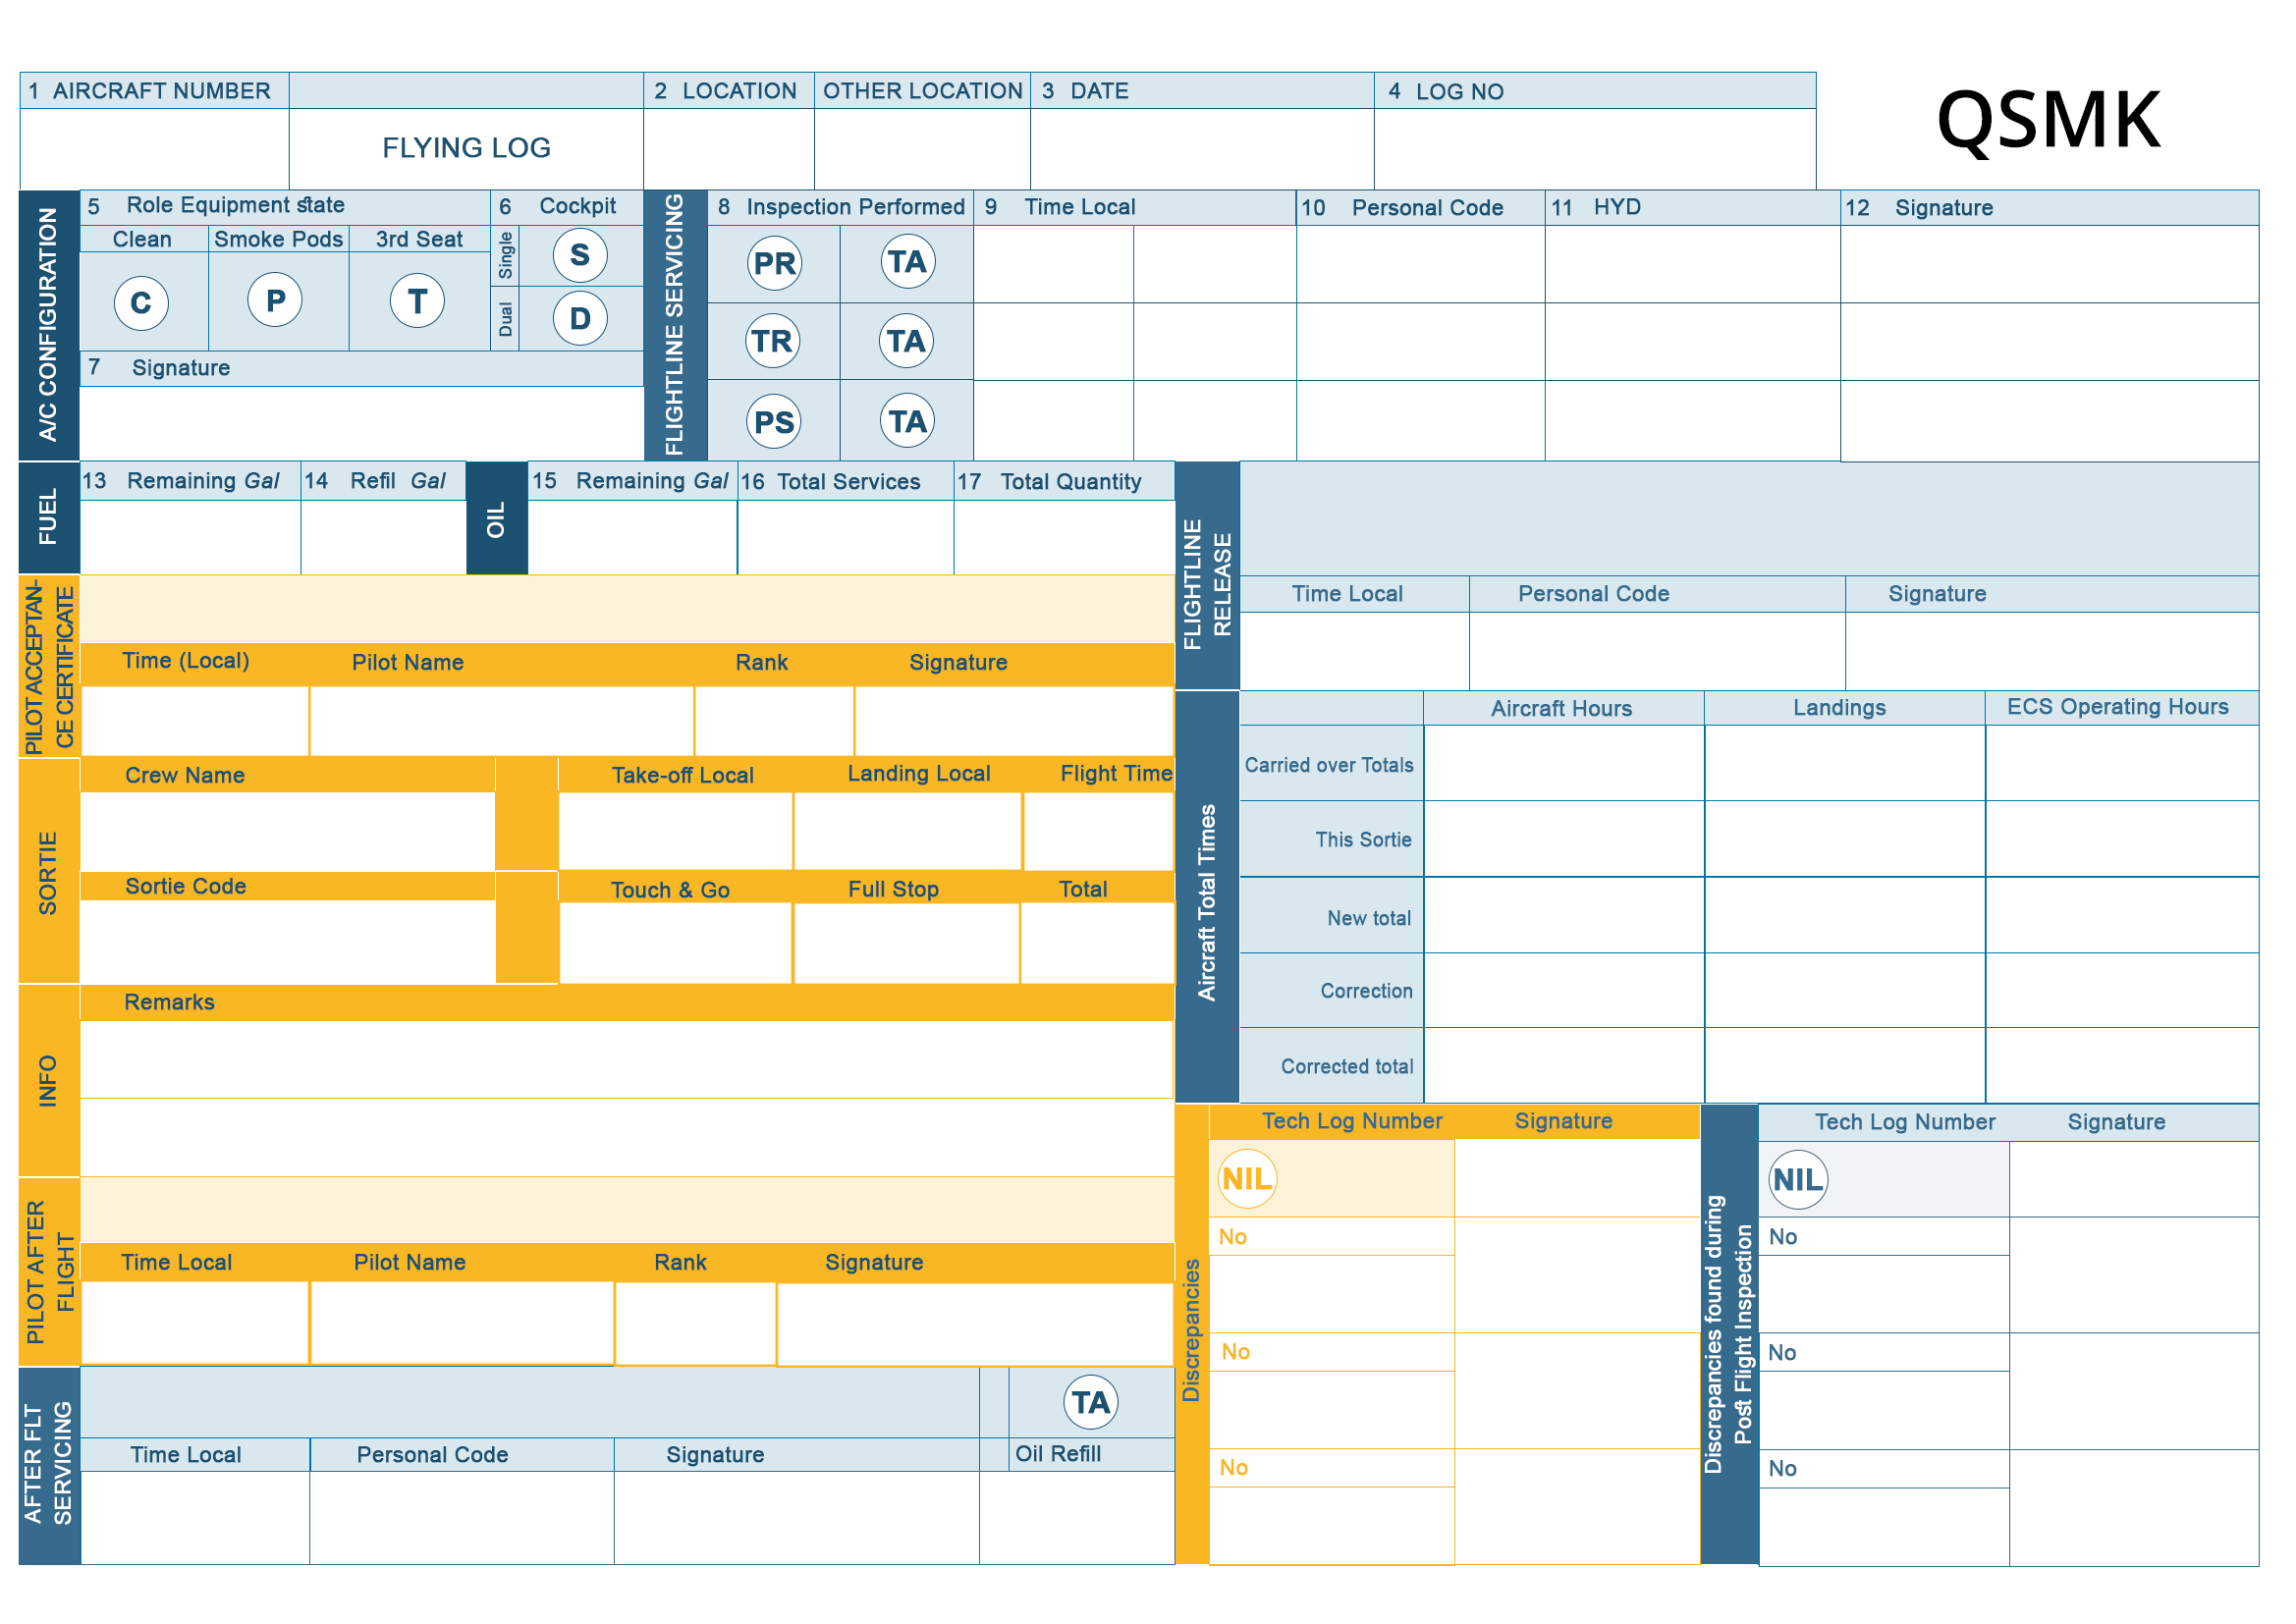 1 AIRCRAFT NUMBER
2 LOCATION
OTHER LOCATION
3 DATE
4 LOG NO
QSMK
FLYING LOG
A/C CONFIGURATION
5 Role Equipment state
6 Cockpit
Clean
Smoke Pods
3rd Seat
C
P
T
Single
S
Dual
D
7 Signature
FLIGHTLINE SERVICING
8 Inspection Performed
9 Time Local
10 Personal Code
11 HYD
12 Signature
PR
TA
TR
TA
PS
TA
FUEL
13 Remaining Gal
14 Refil Gal
OIL
15 Remaining Gal
16 Total Services
17 Total Quantity
FLIGHTLINE
RELEASE
Time Local
Personal Code
Signature
PILOT ACCEPTAN-
CE CERTIFICATE
Time (Local)
Pilot Name
Rank
Signature
SORTIE
Crew Name
Take-off Local
Landing Local
Flight Time
Sortie Code
Touch & Go
Full Stop
Total
Aircraft Total Times
Aircraft Hours
Landings
ECS Operating Hours
Carried over Totals
This Sortie
New total
Correction
Corrected total
INFO
Remarks
PILOT AFTER
FLIGHT
Time Local
Pilot Name
Rank
Signature
AFTER FLT
SERVICING
TA
Time Local
Personal Code
Signature
Oil Refill
Discrepancies
Tech Log Number
Signature
NIL
No
No
No
Discrepancies found during
Post Flight Inspection
Tech Log Number
Signature
NIL
No
No
No